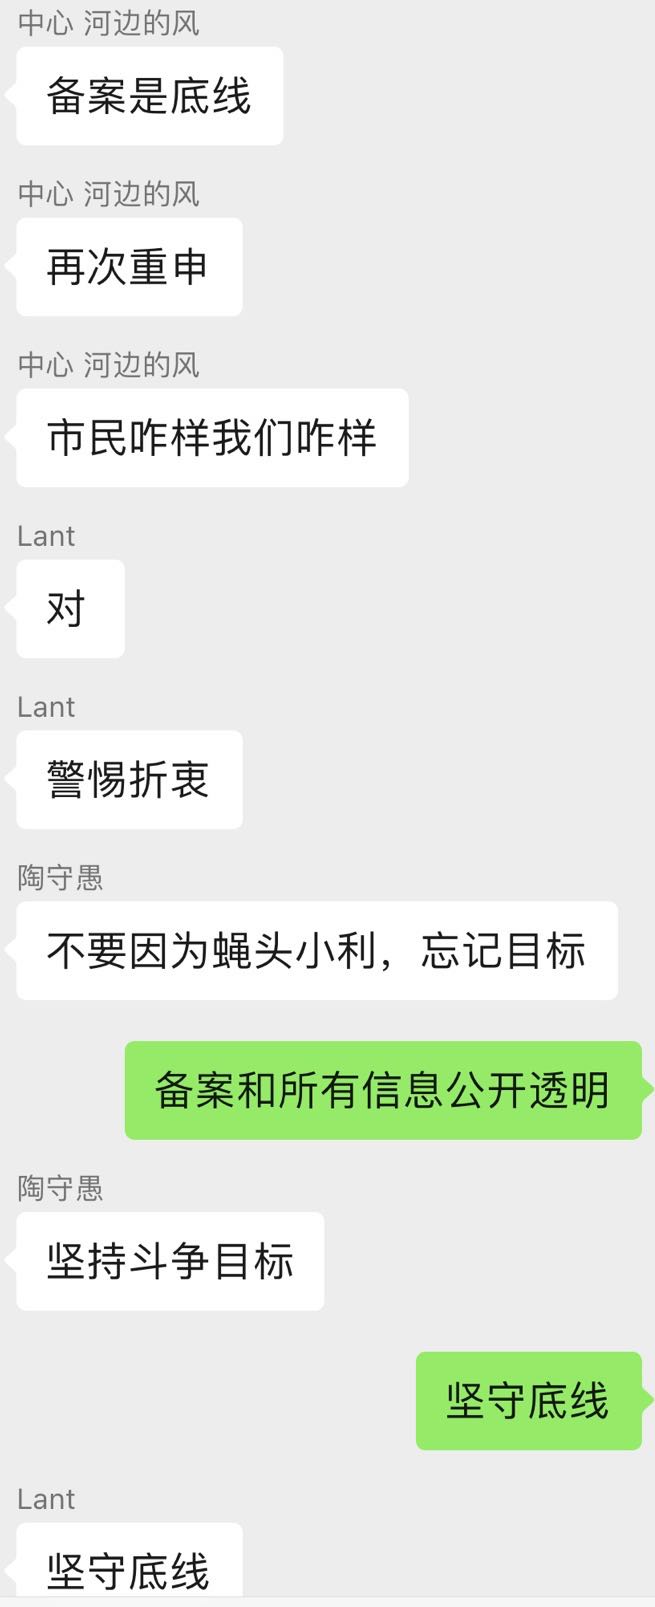 中心 河边的风
备案是底线
中心 河边的风
再次重申
中心 河边的风
市民咋样我们咋样
Lant
对
Lant
警惕折衷
陶守愚
不要因为蝇头小利，忘记目标
备案和所有信息公开透明
陶守愚
坚持斗争目标
坚守底线
Lant
坚守底线